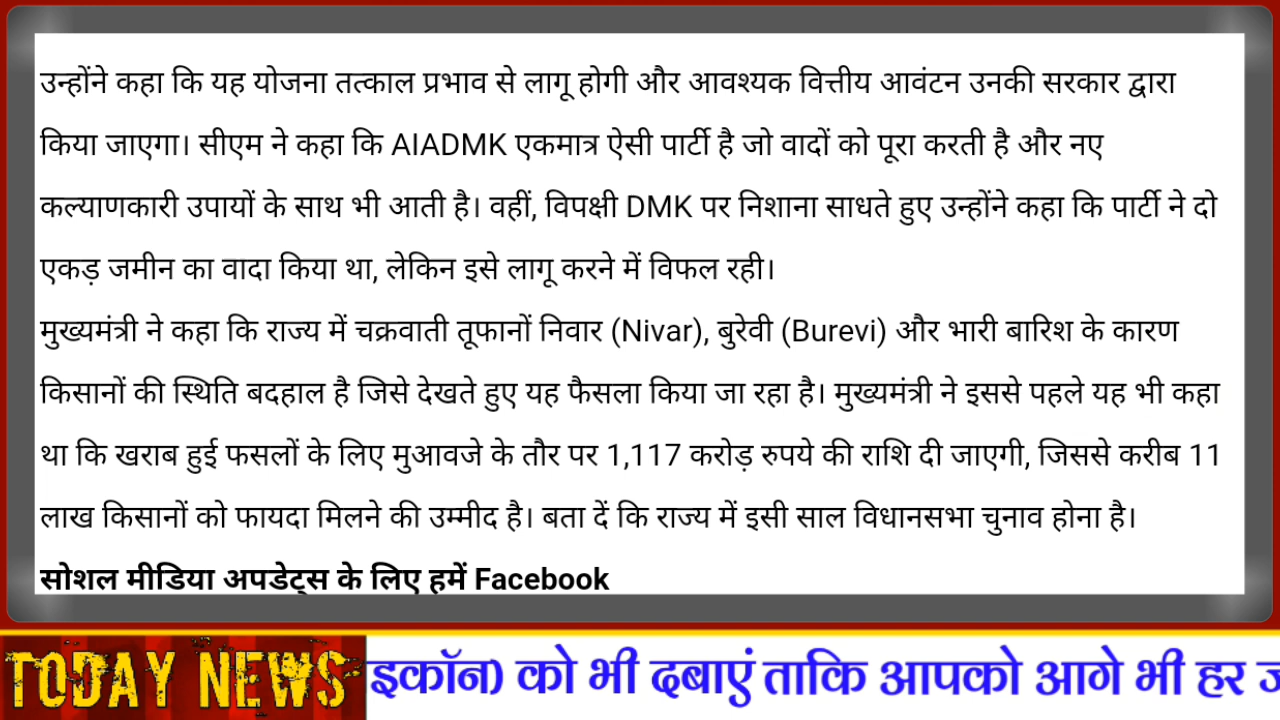 उन्होंने कहा कि यह योजना तत्काल प्रभाव से लागू होगी और आवश्यक वित्तीय आवंटन उनकी सरकार द्वारा
किया जाएगा। सीएम ने कहा कि AIADMK एकमात्र ऐसी पार्टी है जो वादों को पूरा करती है और नए
कल्याणकारी उपायों के साथ भी आती है। वहीं, विपक्षी DMK पर निशाना साधते हुए उन्होंने कहा कि पार्टी ने दो
एकड़ जमीन का वादा किया था, लेकिन इसे लागू करने में विफल रही।
मुख्यमंत्री ने कहा कि राज्य में चक्रवाती तूफानों निवार (Nivar), बुरेवी (Burevi) और भारी बारिश के कारण
किसानों की स्थिति बदहाल है जिसे देखते हुए यह फैसला किया जा रहा है। मुख्यमंत्री ने इससे पहले यह भी कहा
था कि खराब हुई फसलों के लिए मुआवजे के तौर पर 1,117 करोड़ रुपये की राशि दी जाएगी, जिससे करीब 11
लाख किसानों को फायदा मिलने की उम्मीद है। बता दें कि राज्य में इसी साल विधानसभा चुनाव होना है।
सोशल मीडिया अपडेट्स के लिए हमें Facebook
TODAY NEWS इकॉन) को भी दबाएं ताकि आपको आगे भी हर